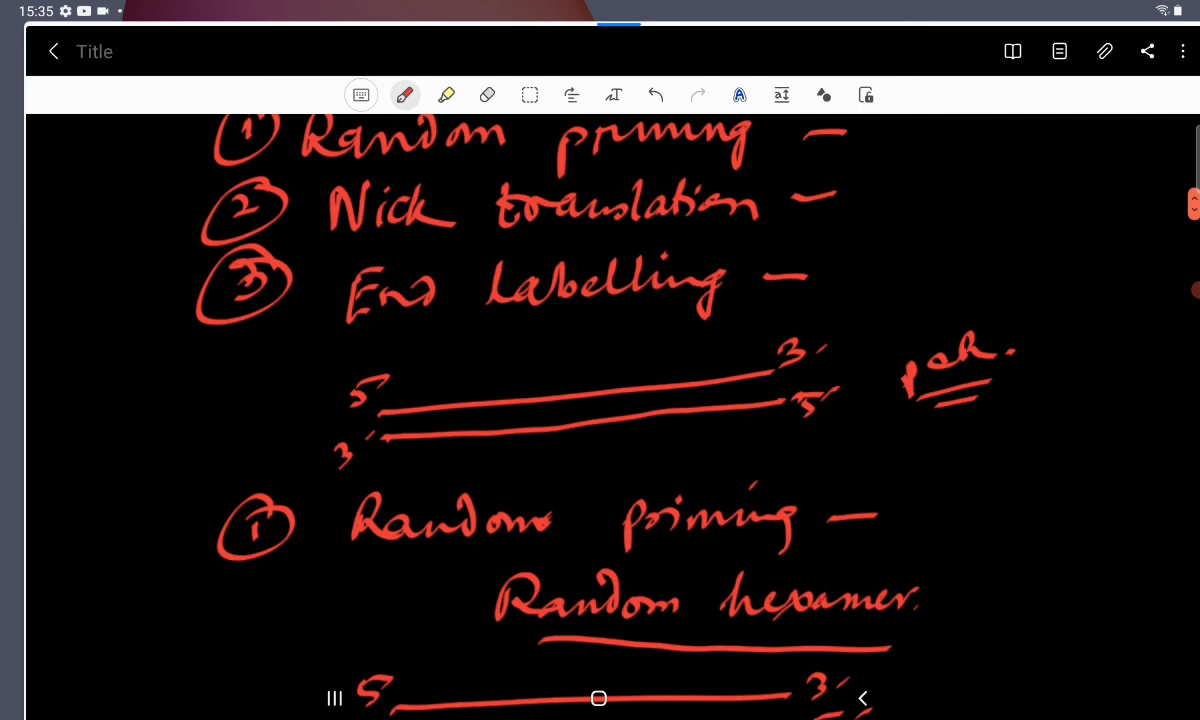 15:35
Title
① Random priming —
② Nick translation —
③ End Labelling —
5' 3'
3' 5'
① Random priming —
Random hexamer.
5' 3'